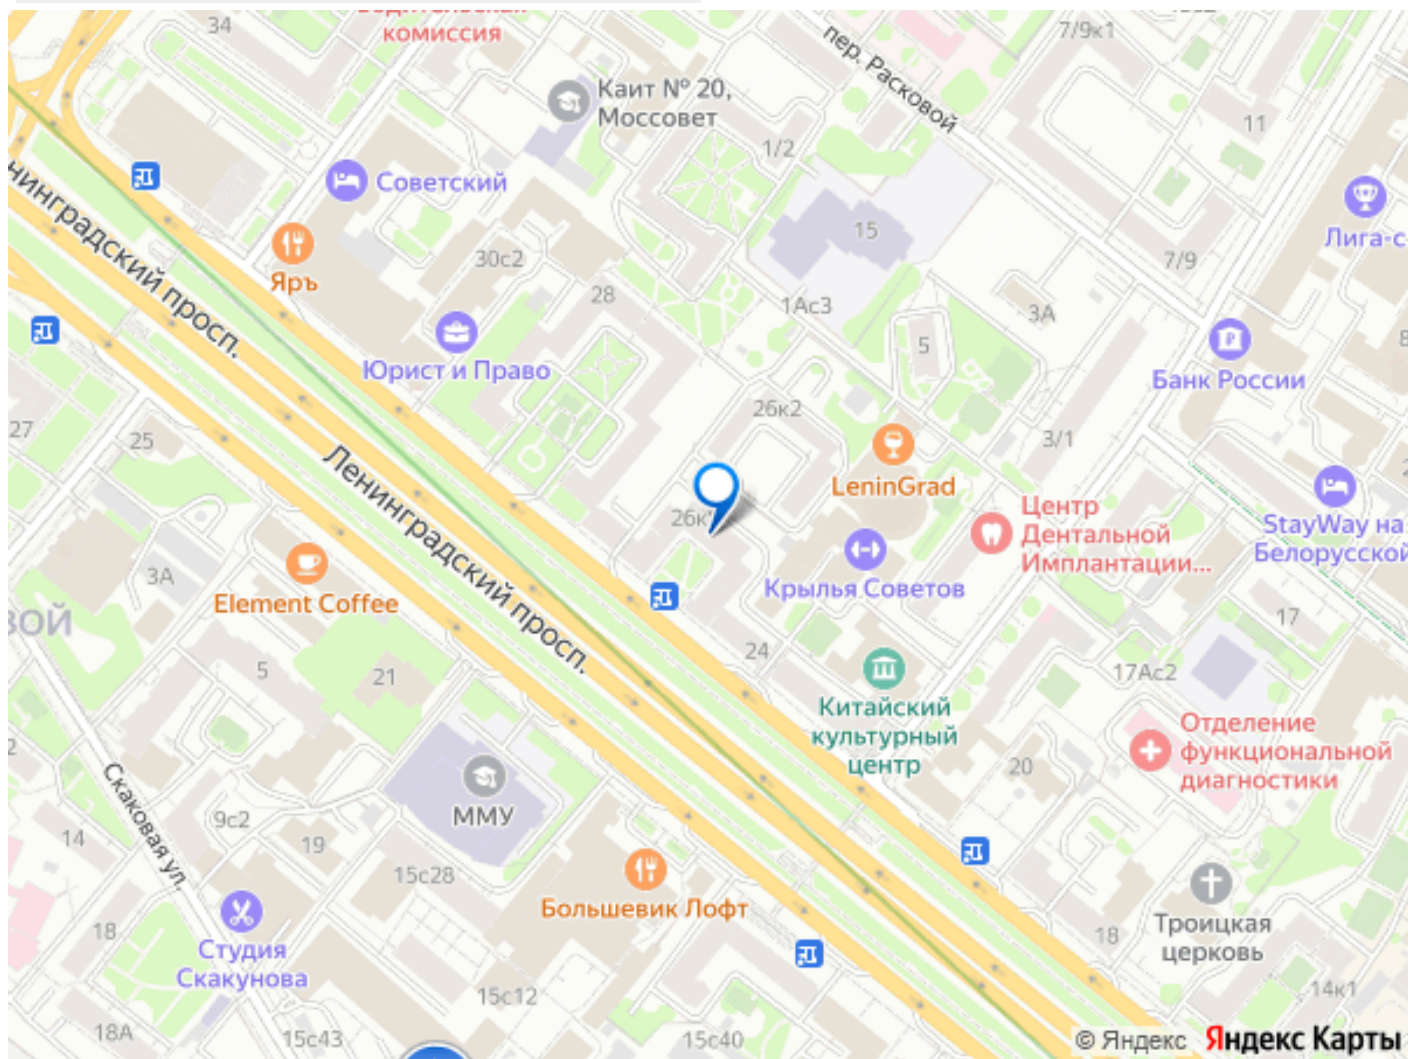 34
комиссия
7/9к1
пер. Расковой
Каит № 20,
Моссовет
11
1/2
Советский
Лига-с
15
30с2
7/9
Яръ
28
1Ас3
3А
Ленинградский просп.
5
Юрист и Право
Банк России
26к2
27
25
3/1
LeninGrad
Центр
Дентальной
Имплантации...
StayWay на
Белорусской
26к
Крылья Советов
3А
Element Coffee
17
24
5
21
17Ас2
Китайский
культурный
центр
Отделение
функциональной
диагностики
20
Скаковая ул.
ММУ
9с2
14
19
15с28
Большевик Лофт
Троицкая
церковь
18
18
Студия
Скакунова
15с12
14к1
18А
15с43
15с40
© Яндекс Яндекс Карты
нинградский просп.